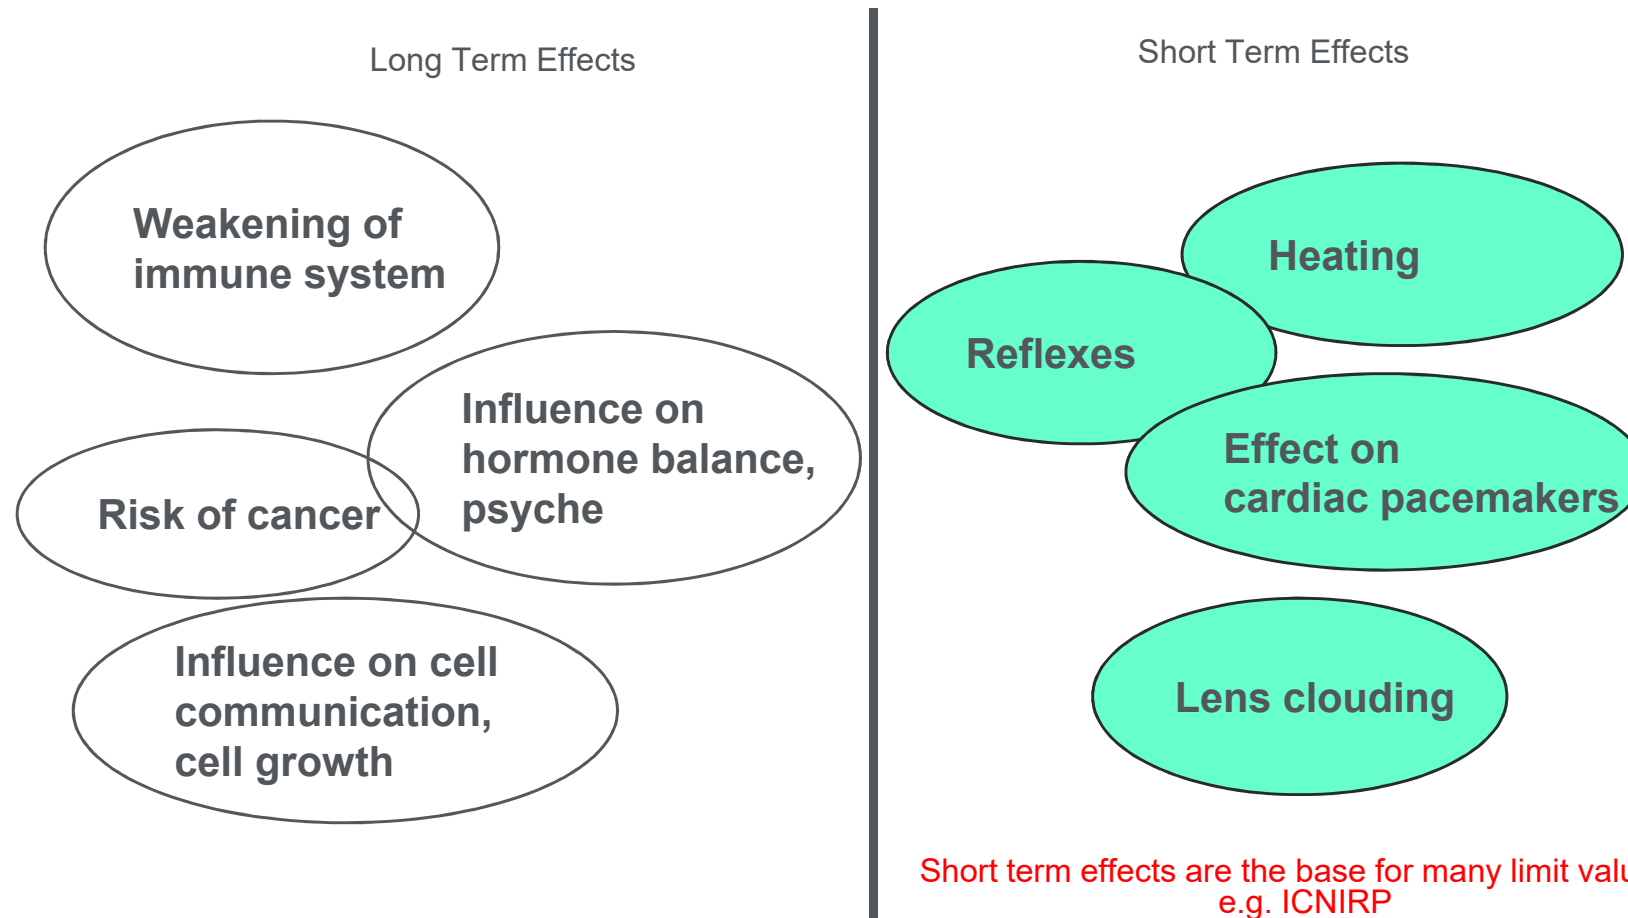 Long Term Effects
Weakening of
immune system
Influence on
hormone balance,
psyche
Risk of cancer
Influence on cell
communication,
cell growth
Short Term Effects
Heating
Reflexes
Effect on
cardiac pacemakers
Lens clouding
Short term effects are the base for many limit
e.g. ICNIRP